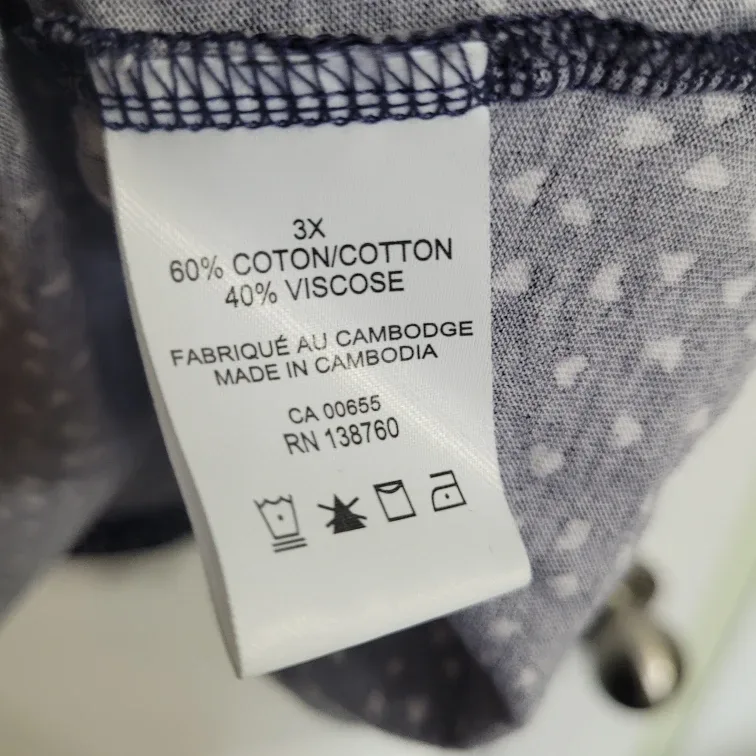 3X
60% COTON/COTTON
40% VISCOSE
FABRIQUÉ AU CAMBODGE
MADE IN CAMBODIA
CA 00655
RN 138760